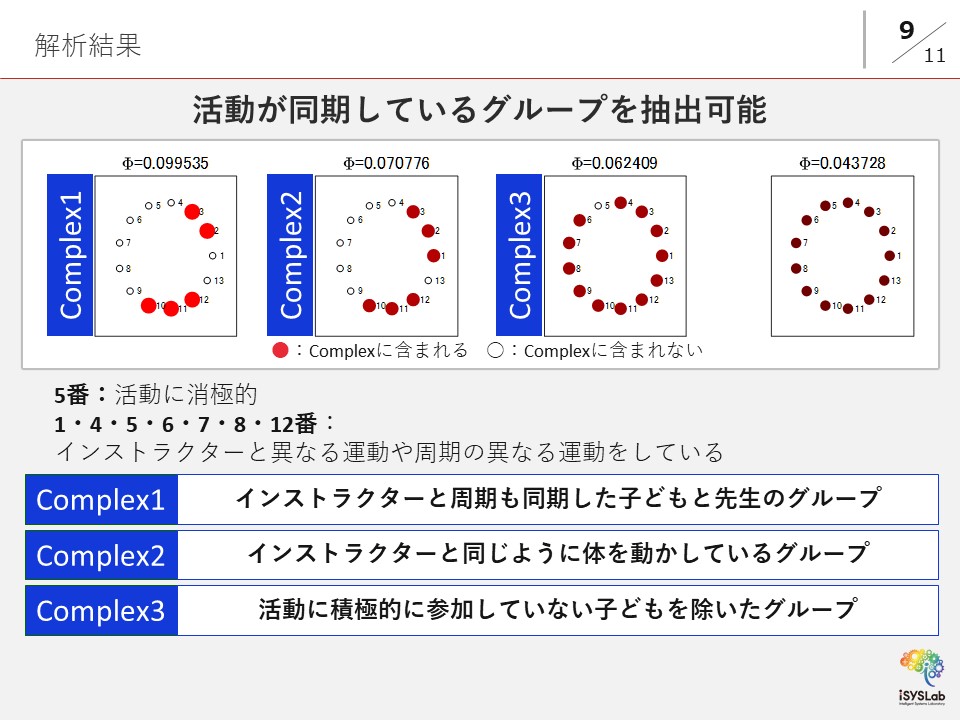 解析結果
9
11
活動が同期しているグループを抽出可能
Φ=0.099535
Φ=0.070776
Φ=0.062409
Φ=0.043728
Complex1
5 4 3 2 1 13 12 11 10 9 8 7 6
Complex2
5 4 3 2 1 13 12 11 10 9 8 7 6
Complex3
5 4 3 2 1 13 12 11 10 9 8 7 6
5 4 3 2 1 13 12 11 10 9 8 7 6
●：Complexに含まれる ○：Complexに含まれない
5番：活動に消極的
1・4・5・6・7・8・12番：
インストラクターと異なる運動や周期の異なる運動をしている
Complex1 インストラクターと周期も同期した子どもと先生のグループ
Complex2 インストラクターと同じように体を動かしているグループ
Complex3 活動に積極的に参加していない子どもを除いたグループ
iSYSLab
Intelligent Systems Laboratory